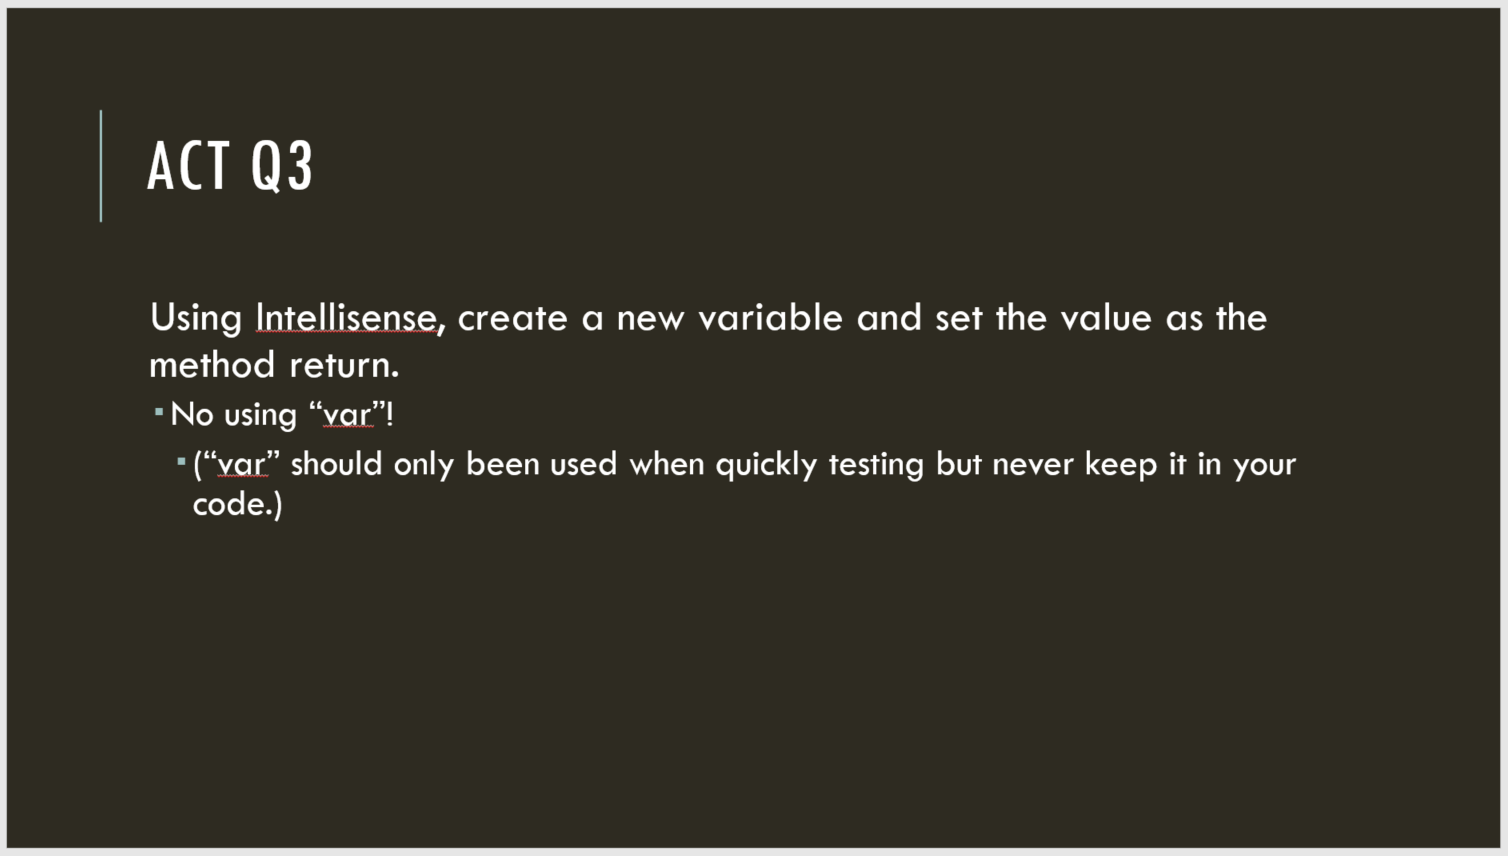 ACT Q3
Using Intellisense, create a new variable and set the value as the
method return.
No using “var”!
(“var” should only been used when quickly testing but never keep it in your
code.)